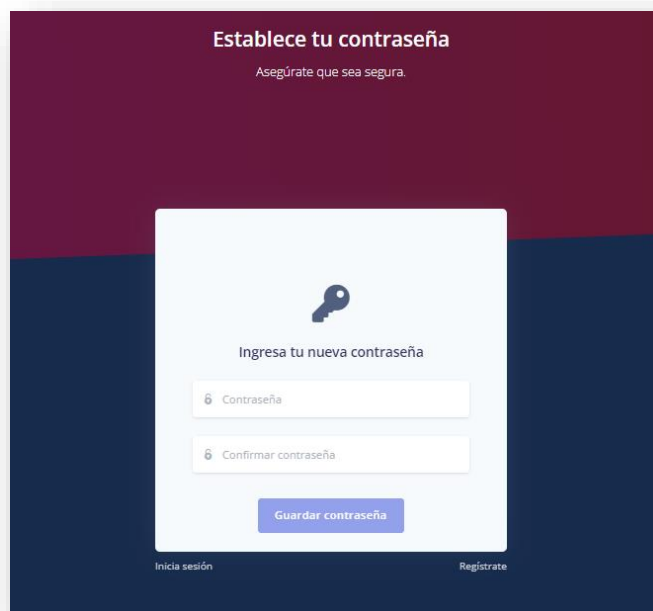 Establece tu contraseña
Asegúrate que sea segura.
Ingresa tu nueva contraseña
Contraseña
Confirmar contraseña
Guardar contraseña
Inicia sesión
Regístrate